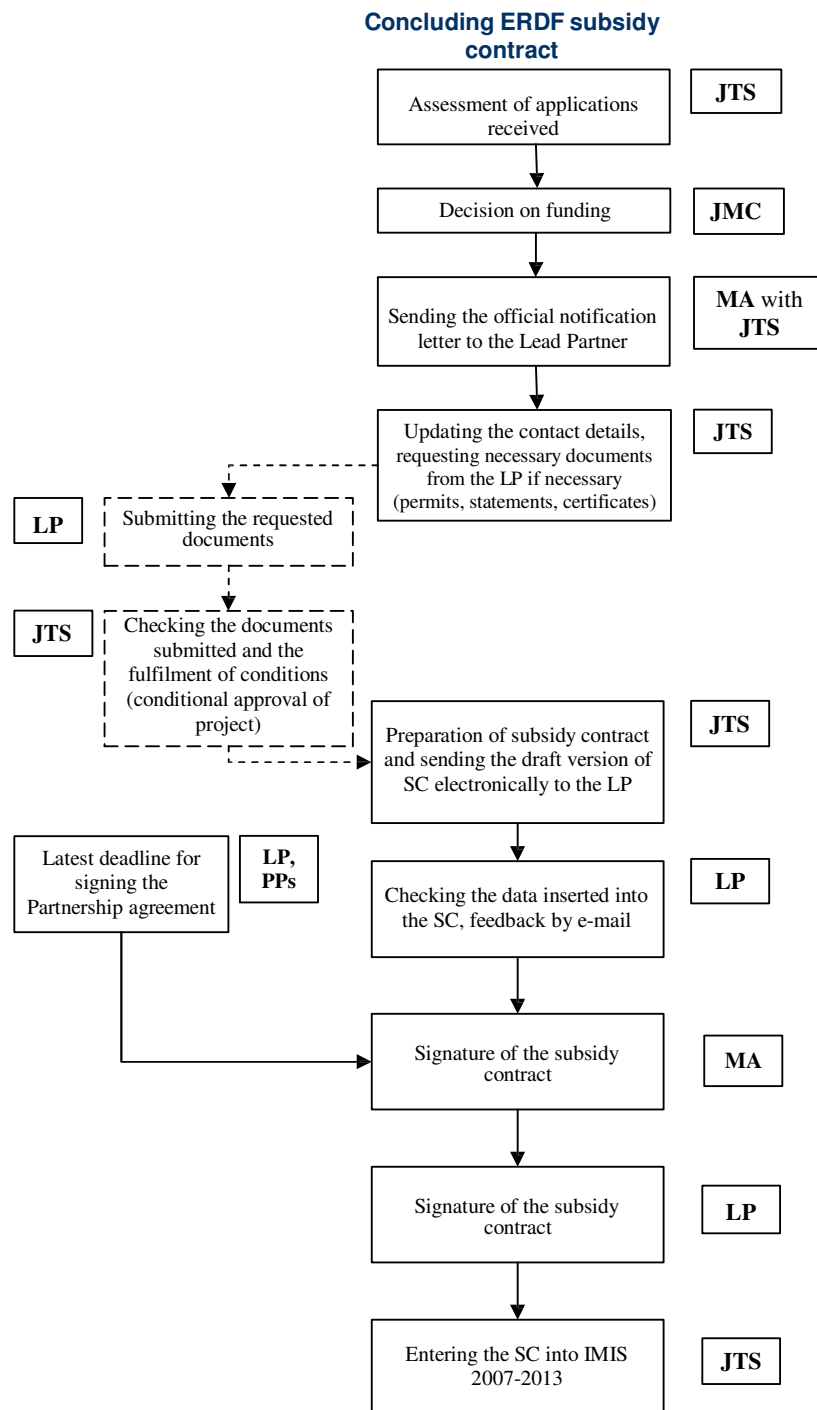 Concluding ERDF subsidy
contract
Assessment of applications
received
JTS
Decision on funding
JMC
Sending the official notification
letter to the Lead Partner
MA with
JTS
Updating the contact details,
requesting necessary documents
from the LP if necessary
(permits, statements, certificates)
JTS
LP
Submitting the requested
documents
JTS
Checking the documents
submitted and the
fulfilment of conditions
(conditional approval of
project)
Preparation of subsidy contract
and sending the draft version of
SC electronically to the LP
JTS
Latest deadline for
signing the
Partnership agreement
LP,
PPs
Checking the data inserted into
the SC, feedback by e-mail
LP
Signature of the subsidy
contract
MA
Signature of the subsidy
contract
LP
Entering the SC into IMIS
2007-2013
JTS